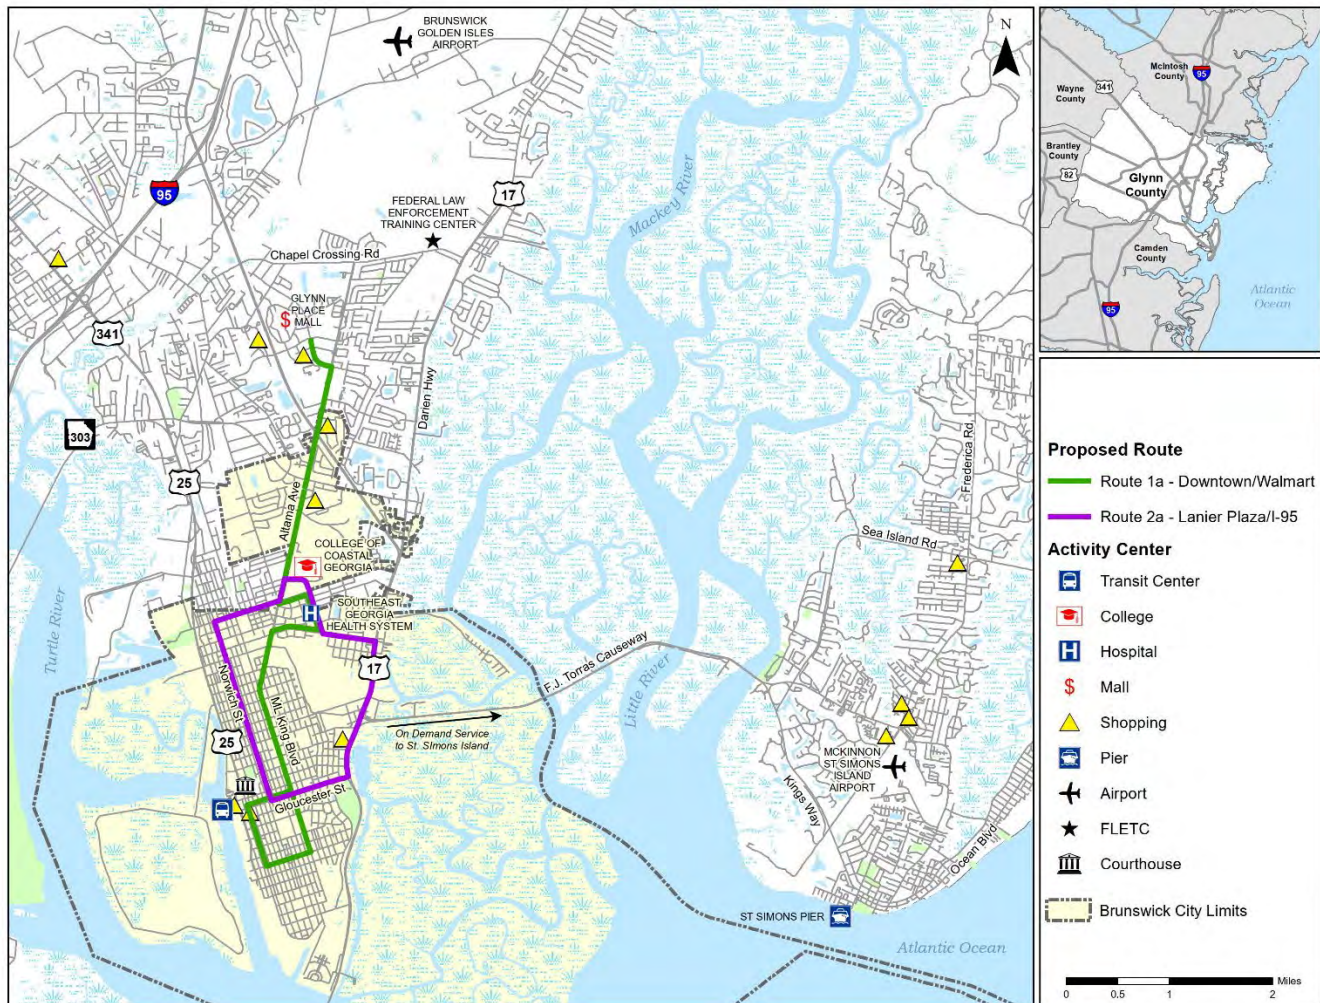 BRUNSWICK
GOLDEN ISLES
AIRPORT
N
95
17
FEDERAL LAW
ENFORCEMENT
TRAINING CENTER
Mackey River
Chapel Crossing Rd
GLYNN
PLACE
MALL
$
341
Darien Hwy
303
25
Altama Ave
Frederica Rd
Sea Island Rd
COLLEGE OF
COASTAL
GEORGIA
SOUTHEAST
GEORGIA
HEALTH SYSTEM
H
Turtle River
17
F.J. Torras Causeway
Little River
Norwich St
ML King Blvd
25
On Demand Service
to St. SImons Island
MCKINNON
ST SIMONS
ISLAND
AIRPORT
Gloucester St
Kings Way
Ocean Blvd
ST SIMONS PIER
Atlantic Ocean
McIntosh
County
95
Wayne
County
341
Brantley
County
82
Glynn
County
Camden
County
Atlantic
Ocean
95
Proposed Route
Route 1a - Downtown/Walmart
Route 2a - Lanier Plaza/I-95
Activity Center
Transit Center
College
H Hospital
$ Mall
Shopping
Pier
Airport
FLETC
Courthouse
Brunswick City Limits
Miles
0 0.5 1 2